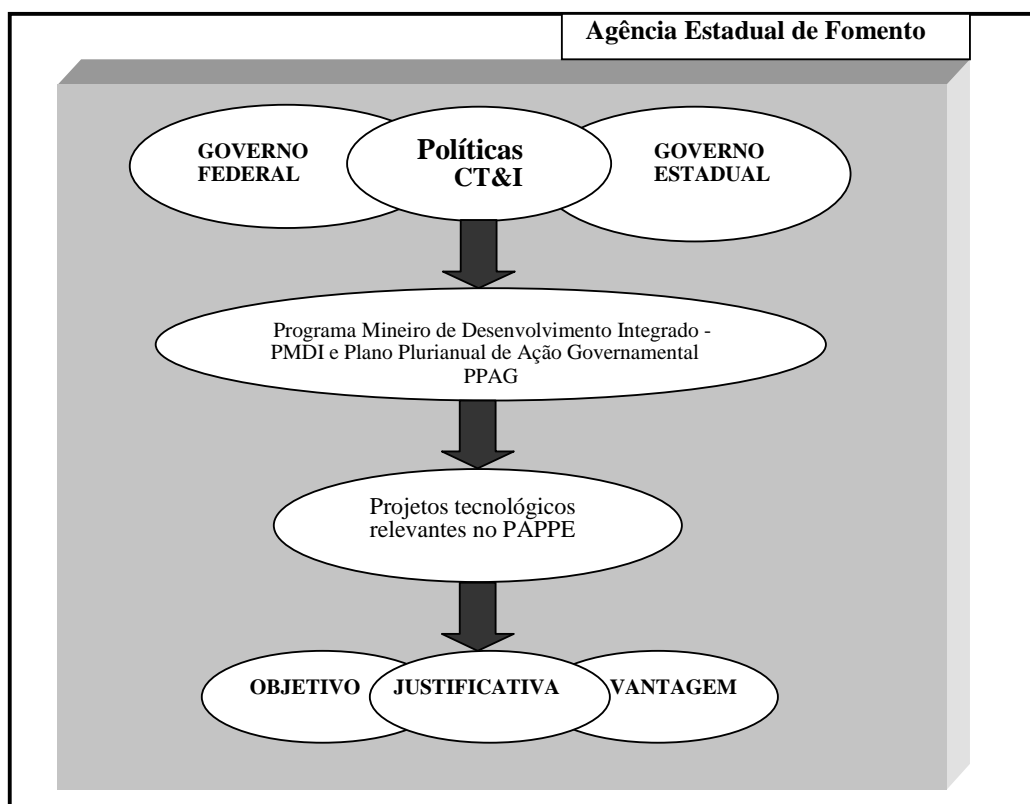 Agência Estadual de Fomento
GOVERNO
FEDERAL
Políticas
CT&I
GOVERNO
ESTADUAL
Programa Mineiro de Desenvolvimento Integrado -
PMDI e Plano Plurianual de Ação Governamental
PPAG
Projetos tecnológicos
relevantes no PAPPE
OBJETIVO
JUSTIFICATIVA
VANTAGEM